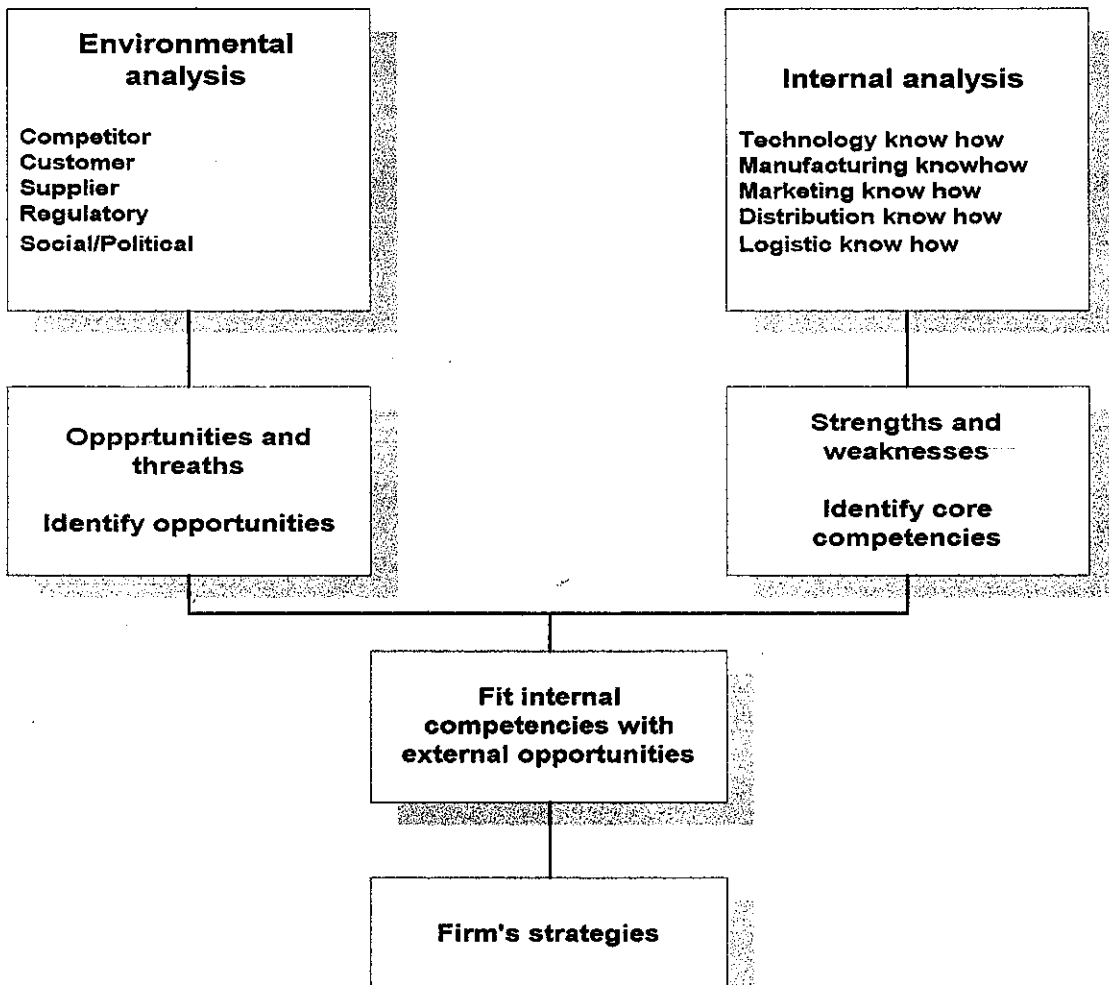 Environmental
analysis
Competitor
Customer
Supplier
Regulatory
Social/Political
Internal analysis
Technology know how
Manufacturing knowhow
Marketing know how
Distribution know how
Logistic know how
Oppprtunities and
threaths
Identify opportunities
Strengths and
weaknesses
Identify core
competencies
Fit internal
competencies with
external opportunities
Firm's strategies